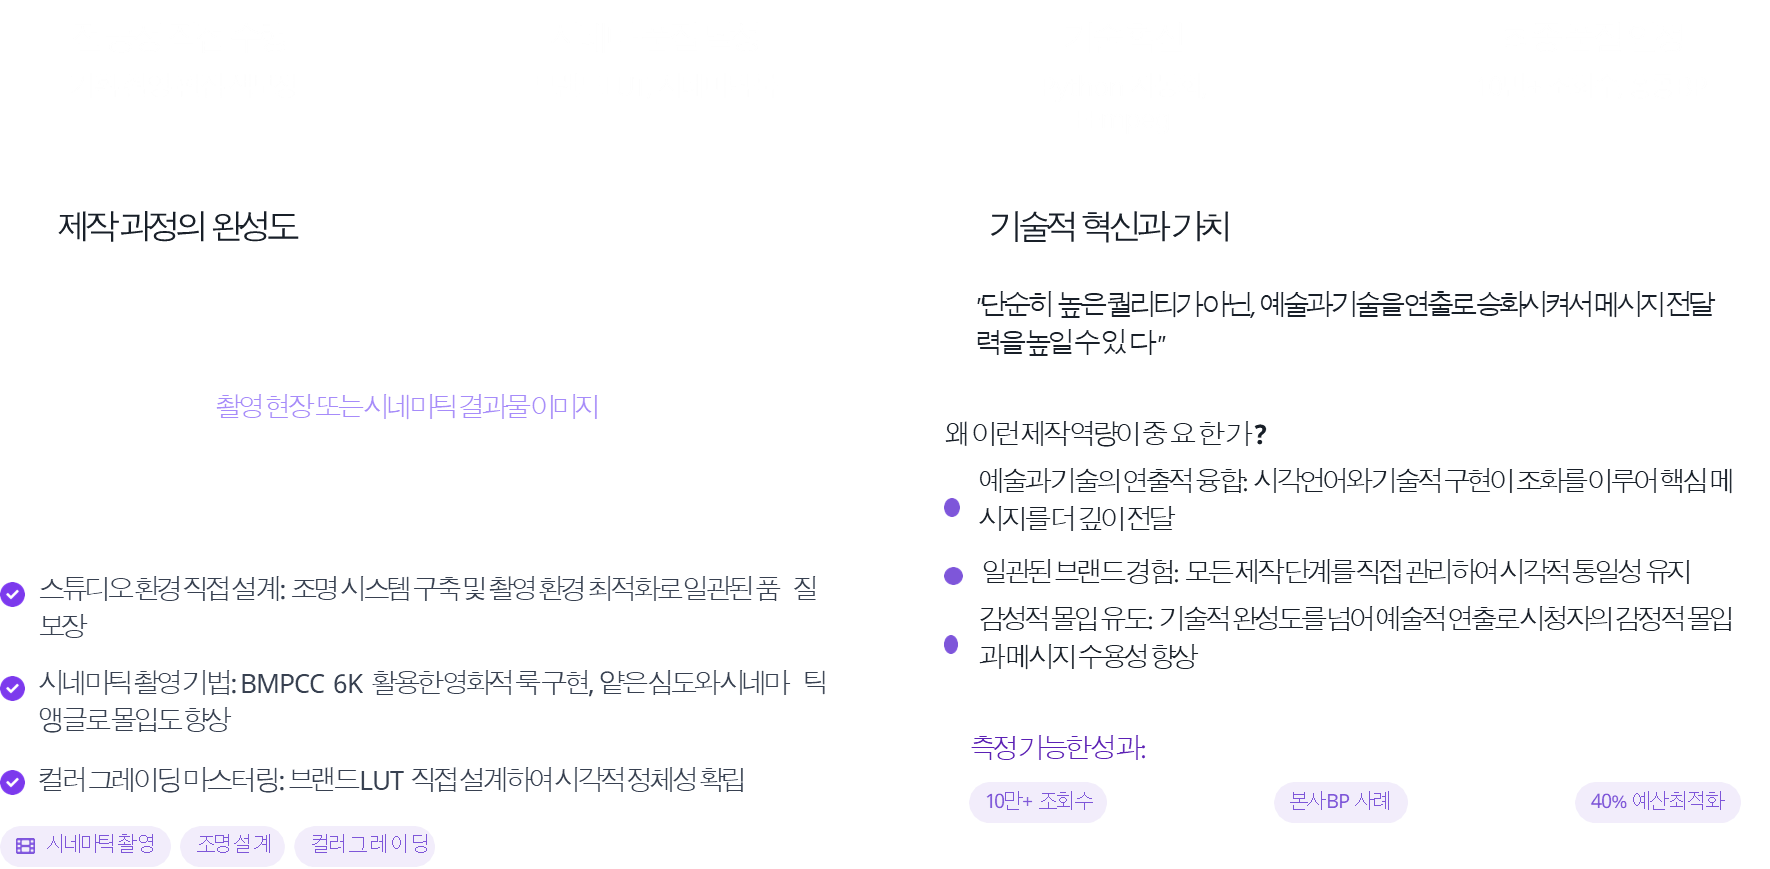 제작 과정의 완성도
촬영 현장 또는 시네마틱 결과물 이미지
스튜디오 환경 직접 설계: 조명 시스템 구축 및 촬영 환경 최적화로 일관된 품 질
보장
시네마틱 촬영 기법: BMPCC 6K 활용한 영화적 룩 구현, 얕은 심도와 시네마 틱
앵글로 몰입도 향상
컬러 그레이딩 마스터링: 브랜드 LUT 직접 설계하여 시각적 정체성 확립
시네마틱 촬영
조명 설계
컬러 그레이딩
기술적 혁신과 가치
"단순히 높은 퀄리티가 아닌, 예술과 기술을 연출로 승화시켜서 메시지 전달
력을 높일 수 있다"
왜 이런 제작 역량이 중요한가?
예술과 기술의 연출적 융합: 시각언어와 기술적 구현이 조화를 이루어 핵심 메
시지를 더 깊이 전달
일관된 브랜드 경험: 모든 제작 단계를 직접 관리하여 시각적 통일성 유지
감성적 몰입 유도: 기술적 완성도를 넘어 예술적 연출로 시청자의 감정적 몰입
과 메시지 수용성 향상
측정 가능한 성과:
10만+ 조회수
본사 BP 사례
40% 예산 최적화